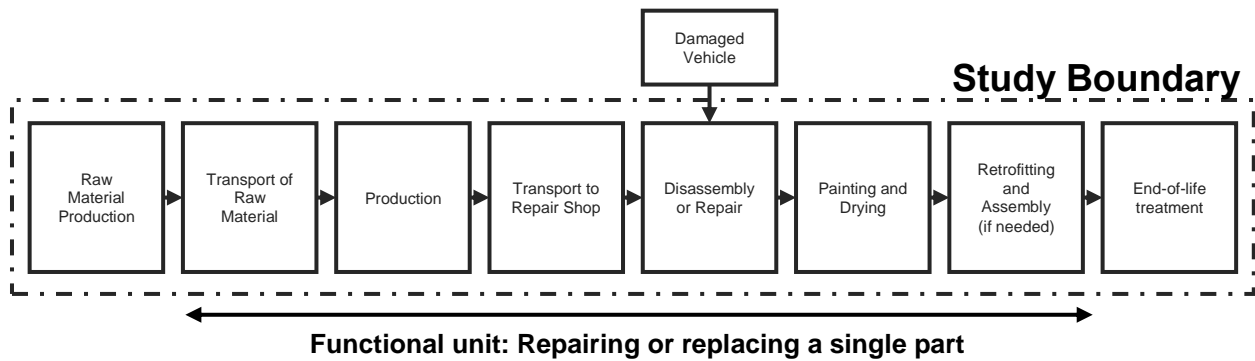 Damaged
Vehicle
Study Boundary
Raw
Material
Production
Transport of
Raw
Material
Production
Transport to
Repair Shop
Disassembly
or Repair
Painting and
Drying
Retrofitting
and
Assembly
(if needed)
End-of-life
treatment
Functional unit: Repairing or replacing a single part